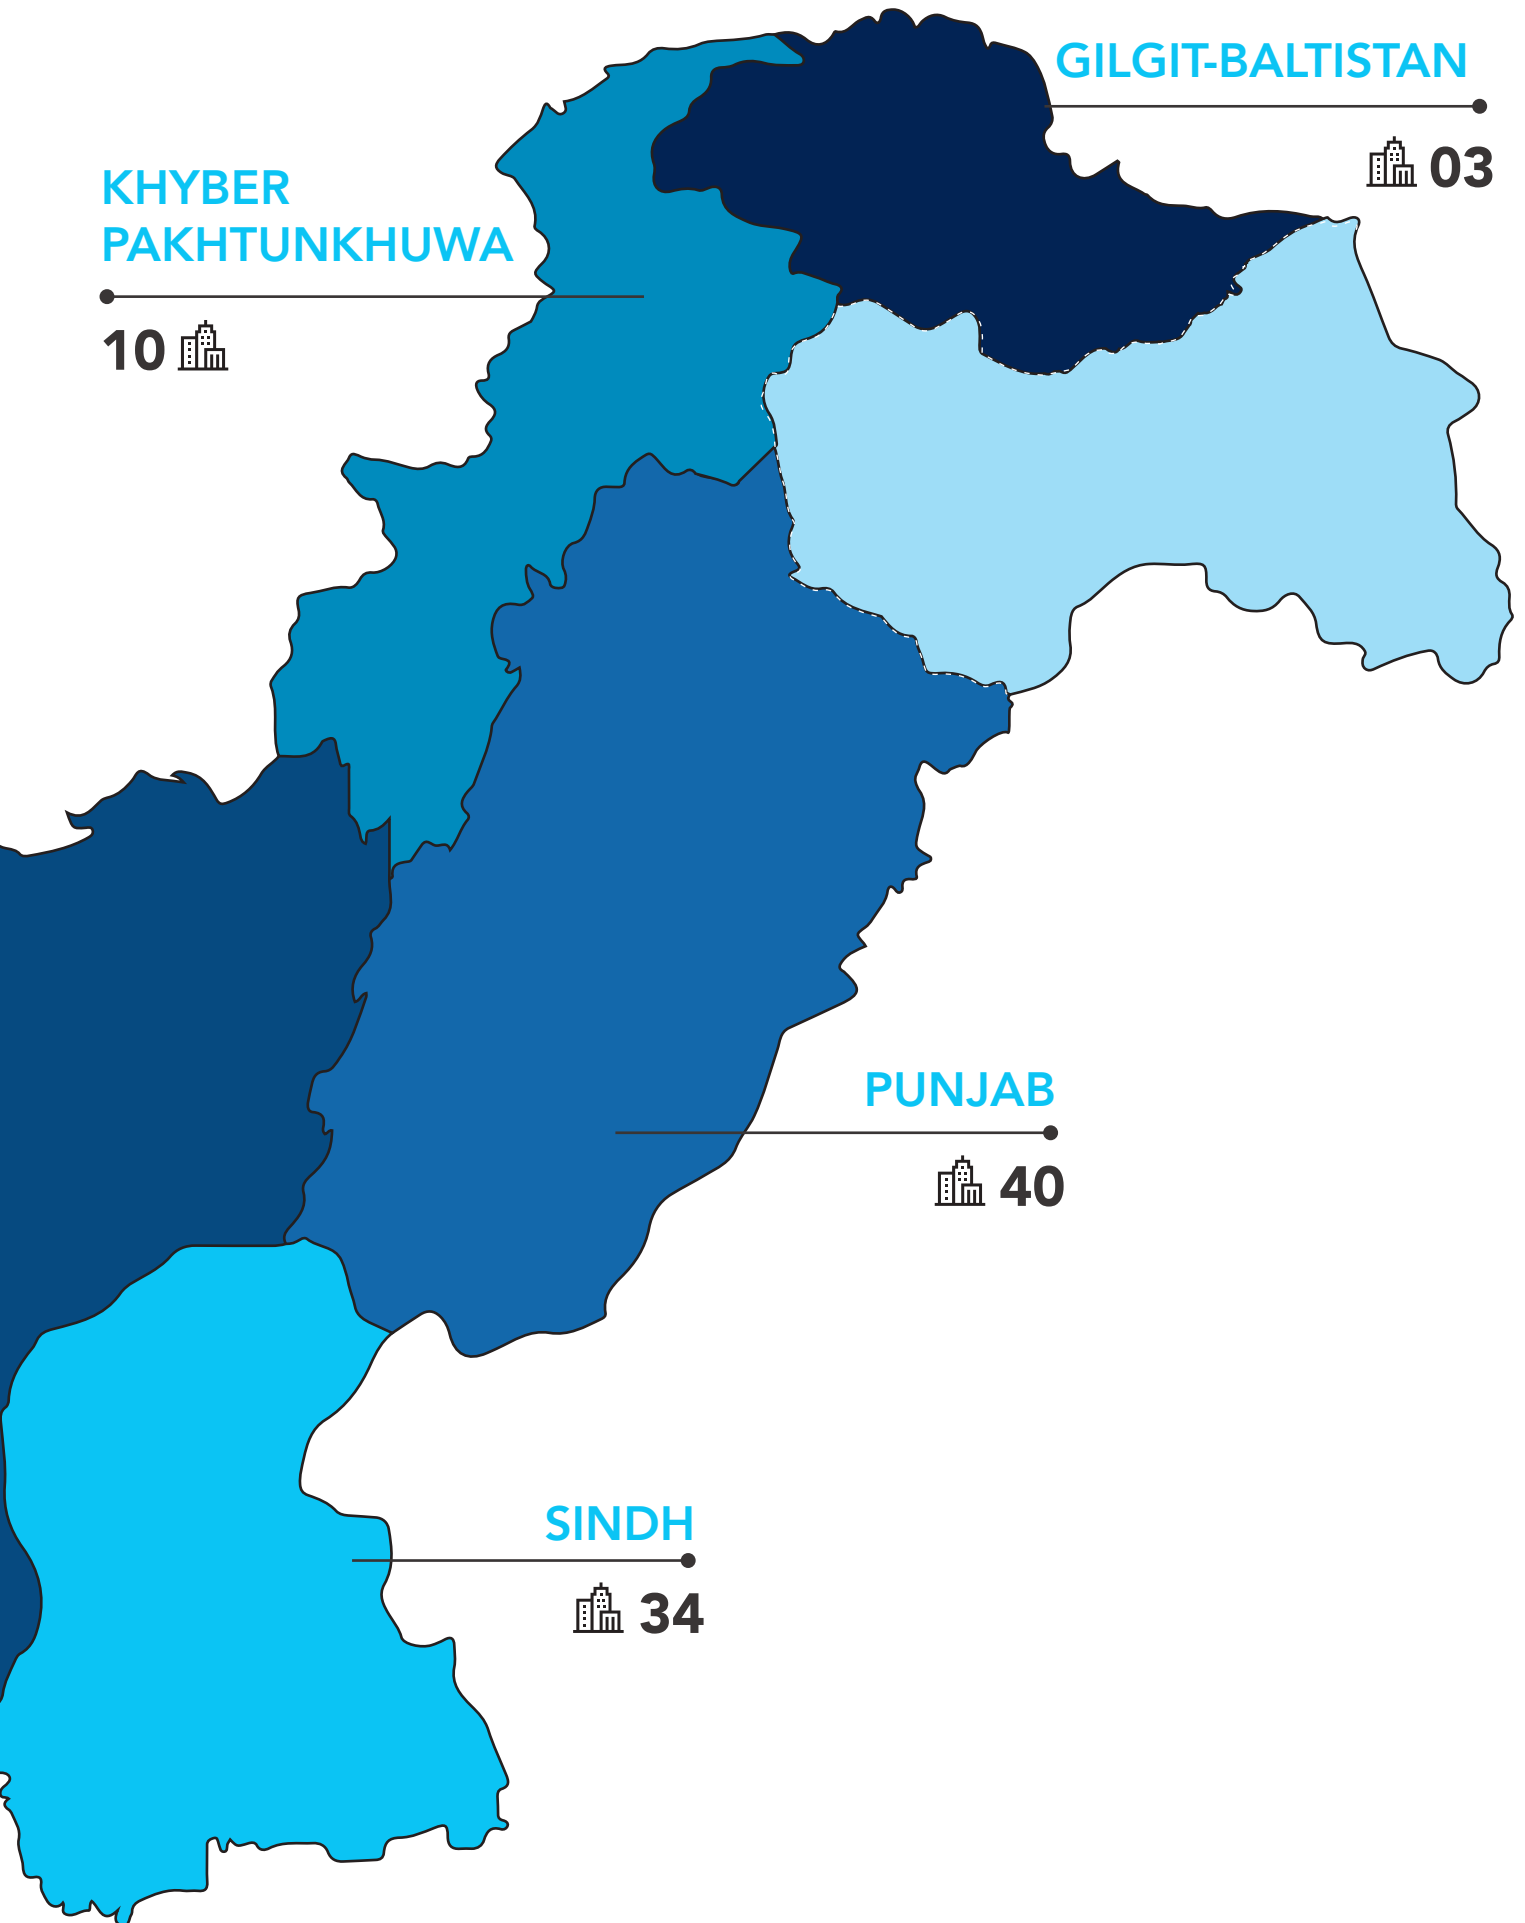 GILGIT-BALTISTAN
03
KHYBER
PAKHTUNKHUWA
10
PUNJAB
40
SINDH
34